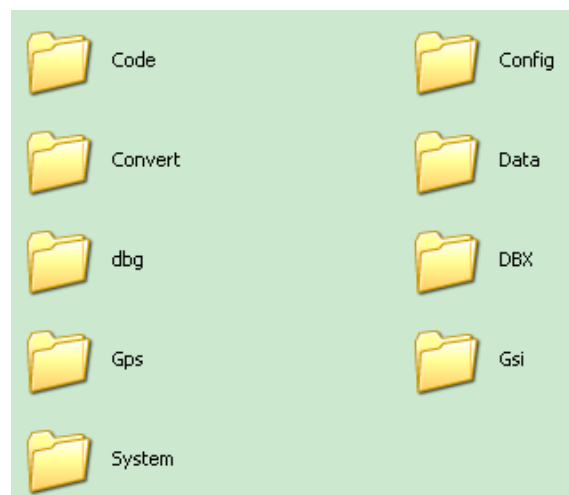 Code
Config
Convert
Data
dbg
DBX
Gps
Gsi
System